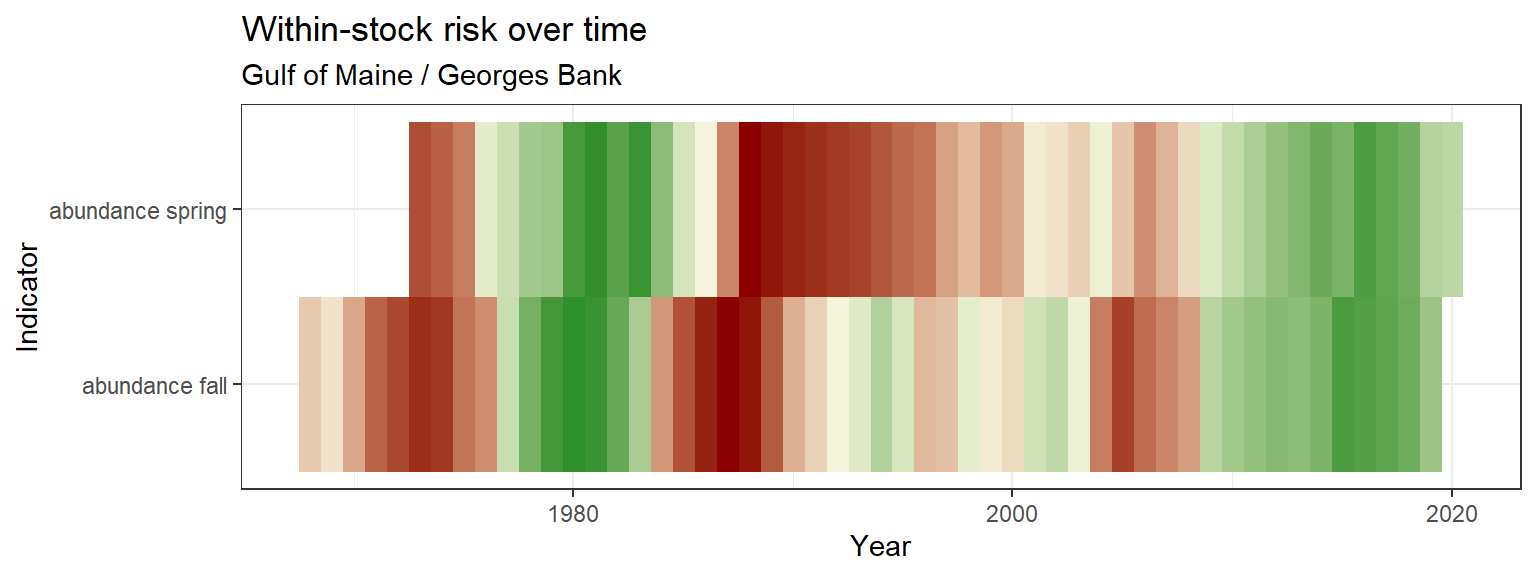 Within-stock risk over time
Gulf of Maine / Georges Bank
Indicator
abundance spring
abundance fall
1980
2000
2020
Year